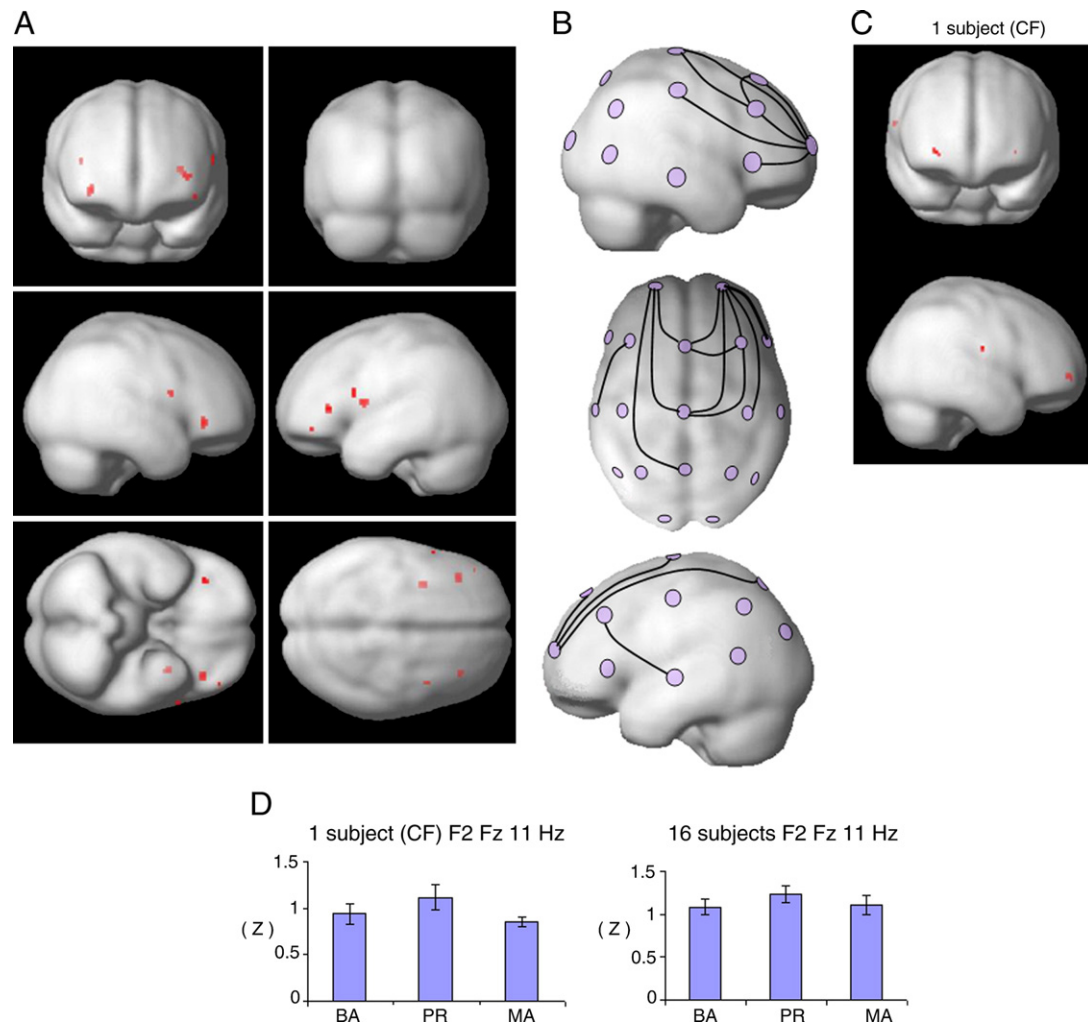 A
B
C
1 subject (CF)
D
1 subject (CF) F2 Fz 11 Hz
1.5
1
0.5
0
( Z )
BA PR MA
16 subjects F2 Fz 11 Hz
1.5
1
0.5
0
( Z )
BA PR MA